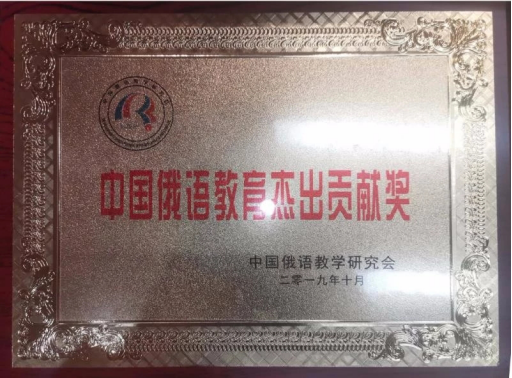 中国俄语教育杰出贡献奖
中国俄语教学研究会
二零一九年十月